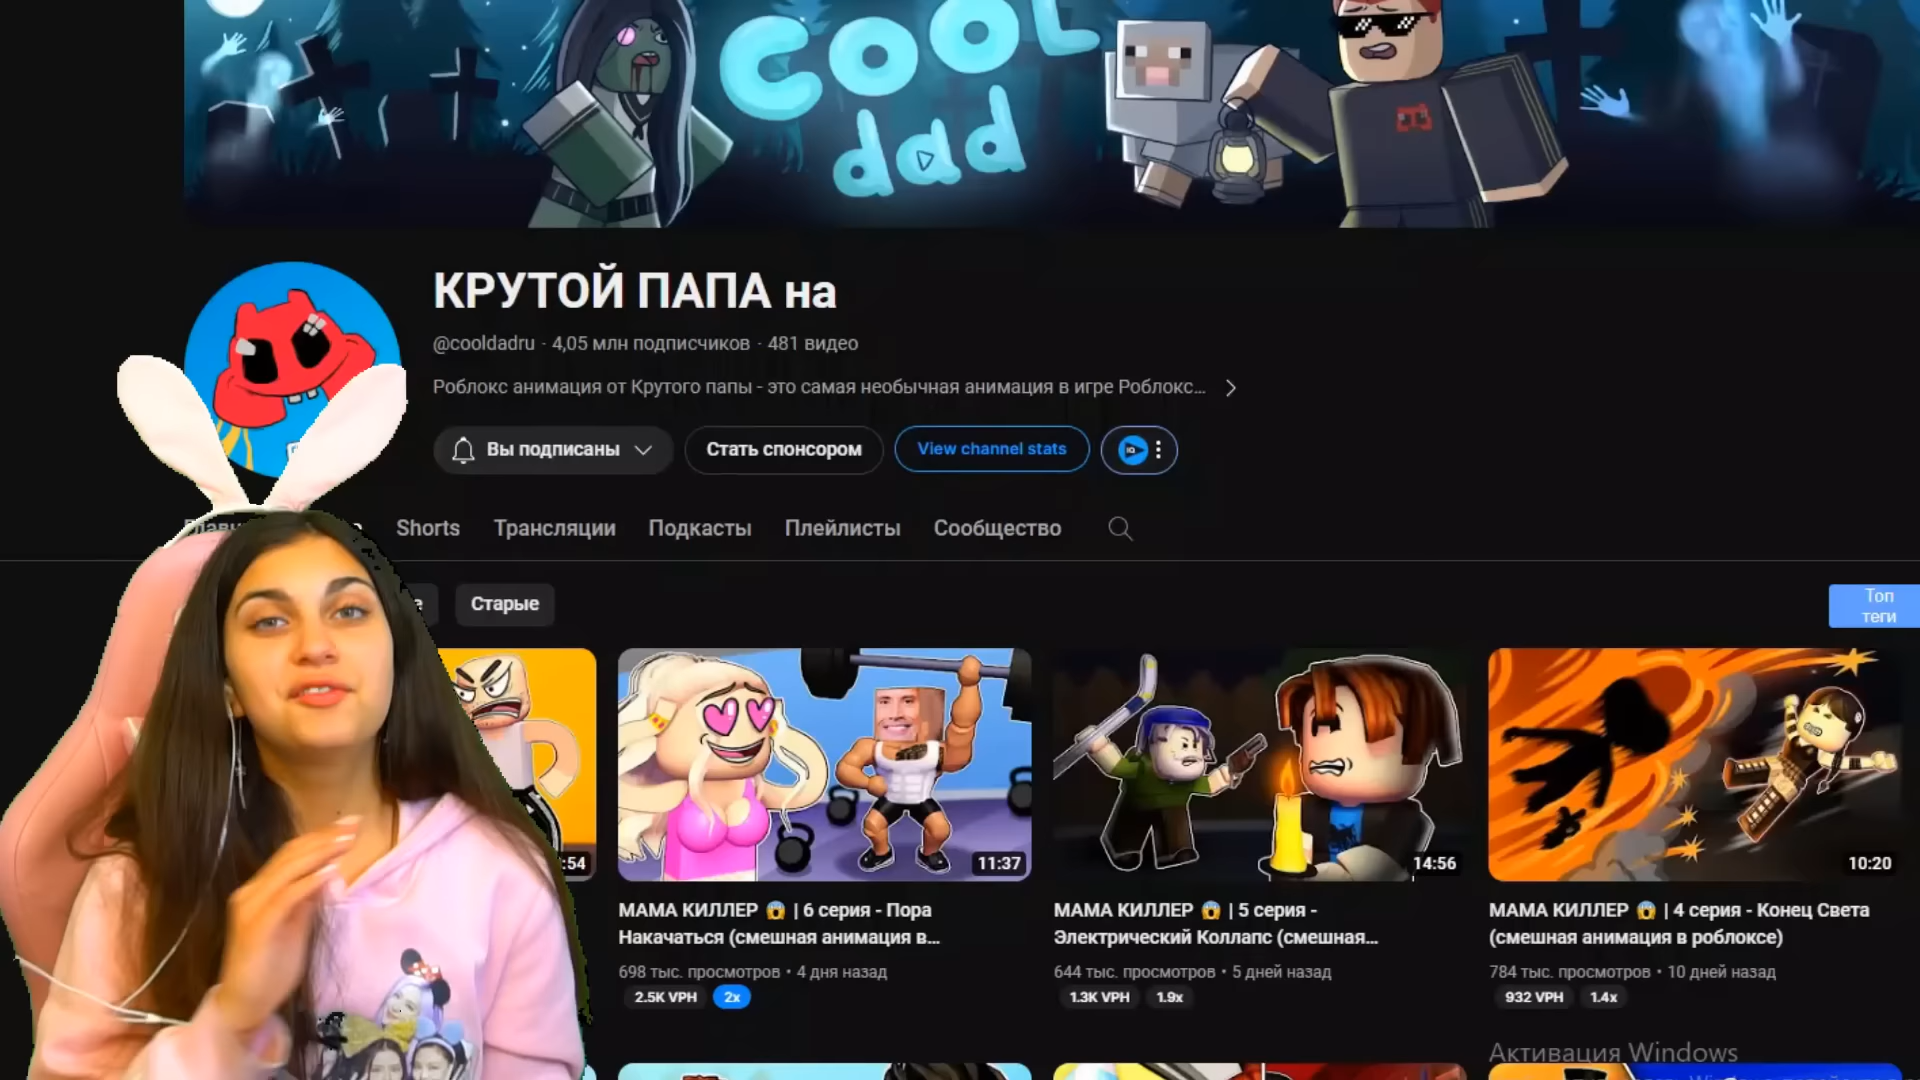 COOL
dad
КРУТОЙ ПАПА на
@cooldadru · 4,05 млн подписчиков · 481 видео
Роблокс анимация от Крутого папы - это самая необычная анимация в игре Роблокс...
Вы подписаны
Стать спонсором
View channel stats
Shorts
Трансляции
Подкасты
Плейлисты
Сообщество
Старые
Топ
теги
:54
11:37
14:56
10:20
МАМА КИЛЛЕР 😱 | 6 серия - Пора
Накачаться (смешная анимация в...
698 тыс. просмотров • 4 дня назад
2.5K VPH
2x
МАМА КИЛЛЕР 😱 | 5 серия -
Электрический Коллапс (смешная...
644 тыс. просмотров • 5 дней назад
1.3K VPH
1.9x
МАМА КИЛЛЕР 😱 | 4 серия - Конец Света
(смешная анимация в роблоксе)
784 тыс. просмотров • 10 дней назад
932 VPH
1.4x
Активация Windows